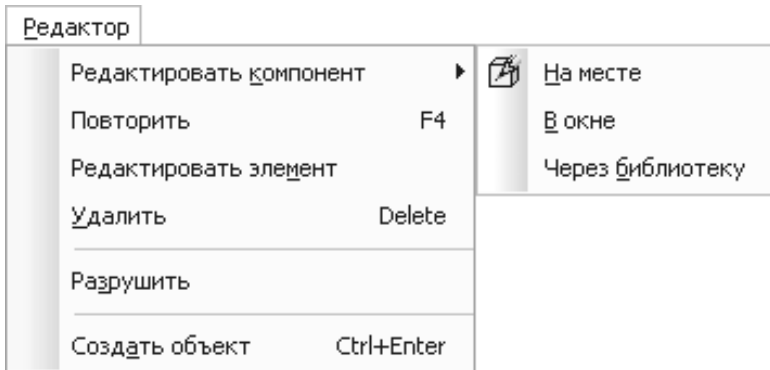 Редактор
Редактировать компонент
На месте
Повторить F4
В окне
Редактировать элемент
Через библиотеку
Удалить Delete
Разрушить
Создать объект Ctrl+Enter